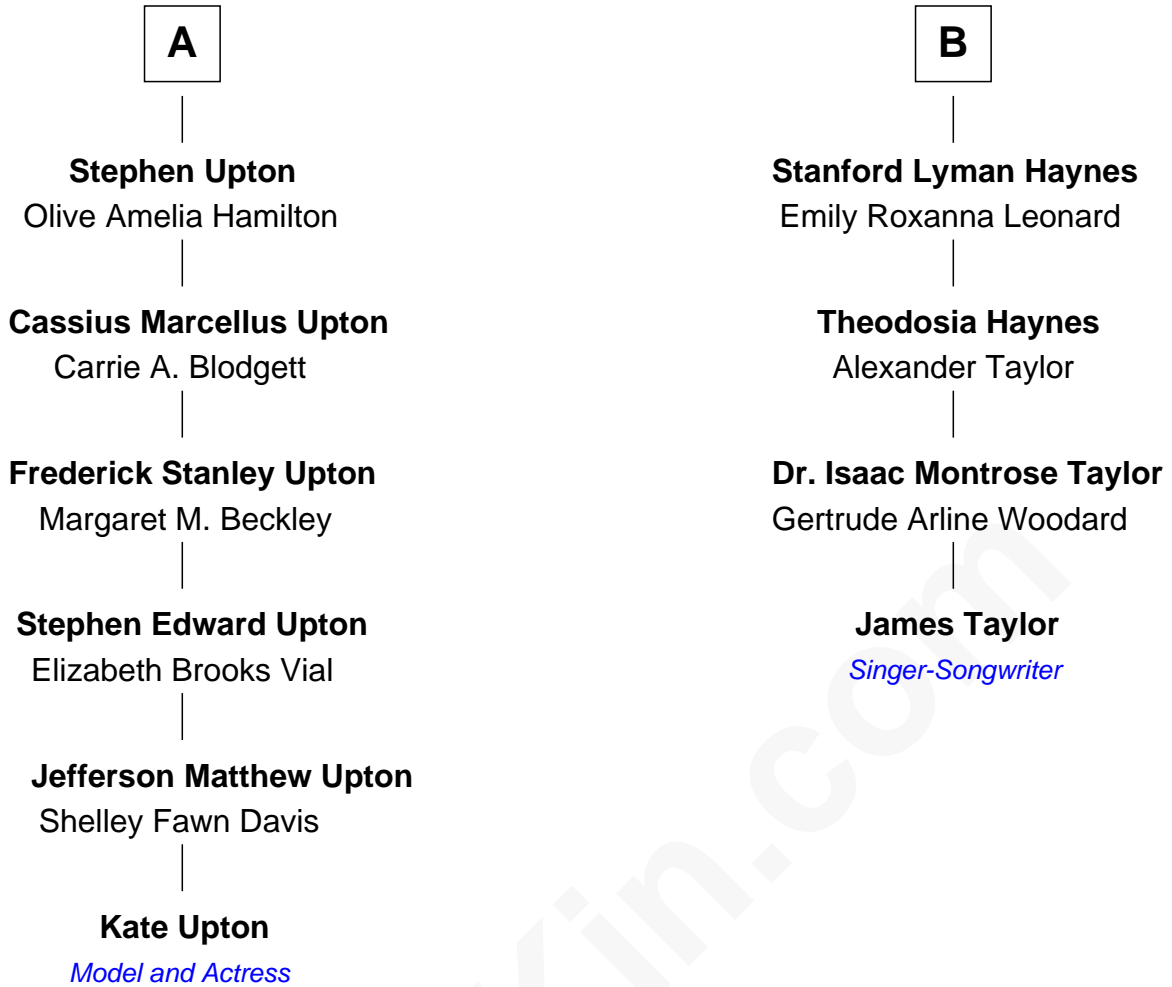 A
Stephen Upton
Olive Amelia Hamilton
Cassius Marcellus Upton
Carrie A. Blodgett
Frederick Stanley Upton
Margaret M. Beckley
Stephen Edward Upton
Elizabeth Brooks Vial
Jefferson Matthew Upton
Shelley Fawn Davis
Kate Upton
Model and Actress
B
Stanford Lyman Haynes
Emily Roxanna Leonard
Theodosia Haynes
Alexander Taylor
Dr. Isaac Montrose Taylor
Gertrude Arline Woodard
James Taylor
Singer-Songwriter
Kin.com